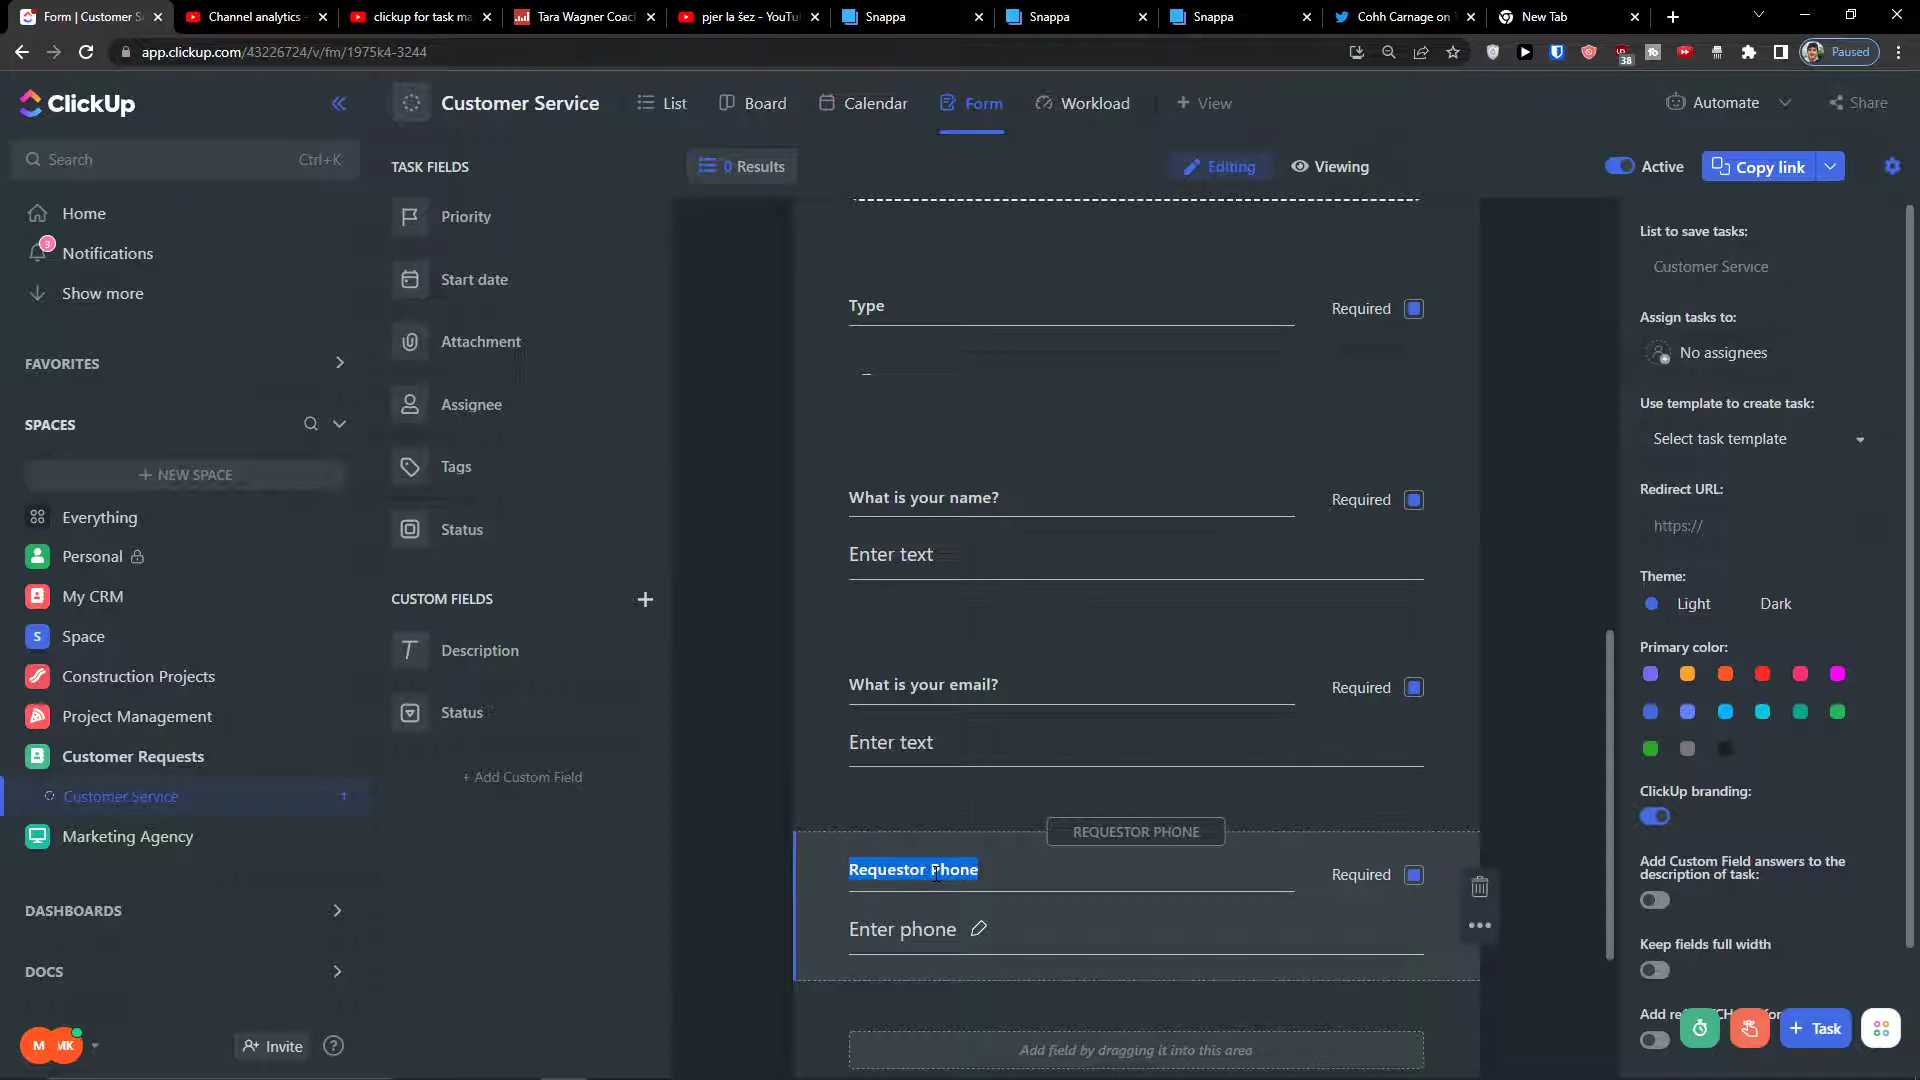 Form | Customer S
Channel analytics
clickup for task ma
Tara Wagner Coac
pjer la šez - YouTu
Snappa
Snappa
Snappa
Cohh Carnage on
New Tab
app.clickup.com/43226724/v/fm/1975k4-3244
38
Paused
ClickUp
Customer Service
List
Board
Calendar
Form
Workload
+ View
Automate
Share
Search
Ctrl+K
TASK FIELDS
0 Results
Editing
Viewing
Active
Copy link
Home
3
Notifications
Show more
FAVORITES
SPACES
+ NEW SPACE
Everything
Personal
My CRM
S
Space
Construction Projects
Project Management
Customer Requests
Customer Service
1
Marketing Agency
DASHBOARDS
DOCS
M
MK
Invite
?
Priority
Start date
Attachment
Assignee
Tags
Status
CUSTOM FIELDS
Description
Status
+ Add Custom Field
Type
Required
–
What is your name?
Required
Enter text
What is your email?
Required
Enter text
REQUESTOR PHONE
Requestor Phone
Required
Enter phone
Add field by dragging it into this area
List to save tasks:
Customer Service
Assign tasks to:
No assignees
Use template to create task:
Select task template
Redirect URL:
https://
Theme:
Light
Dark
Primary color:
ClickUp branding:
Add Custom Field answers to the
description of task:
Keep fields full width
Add re
+ Task